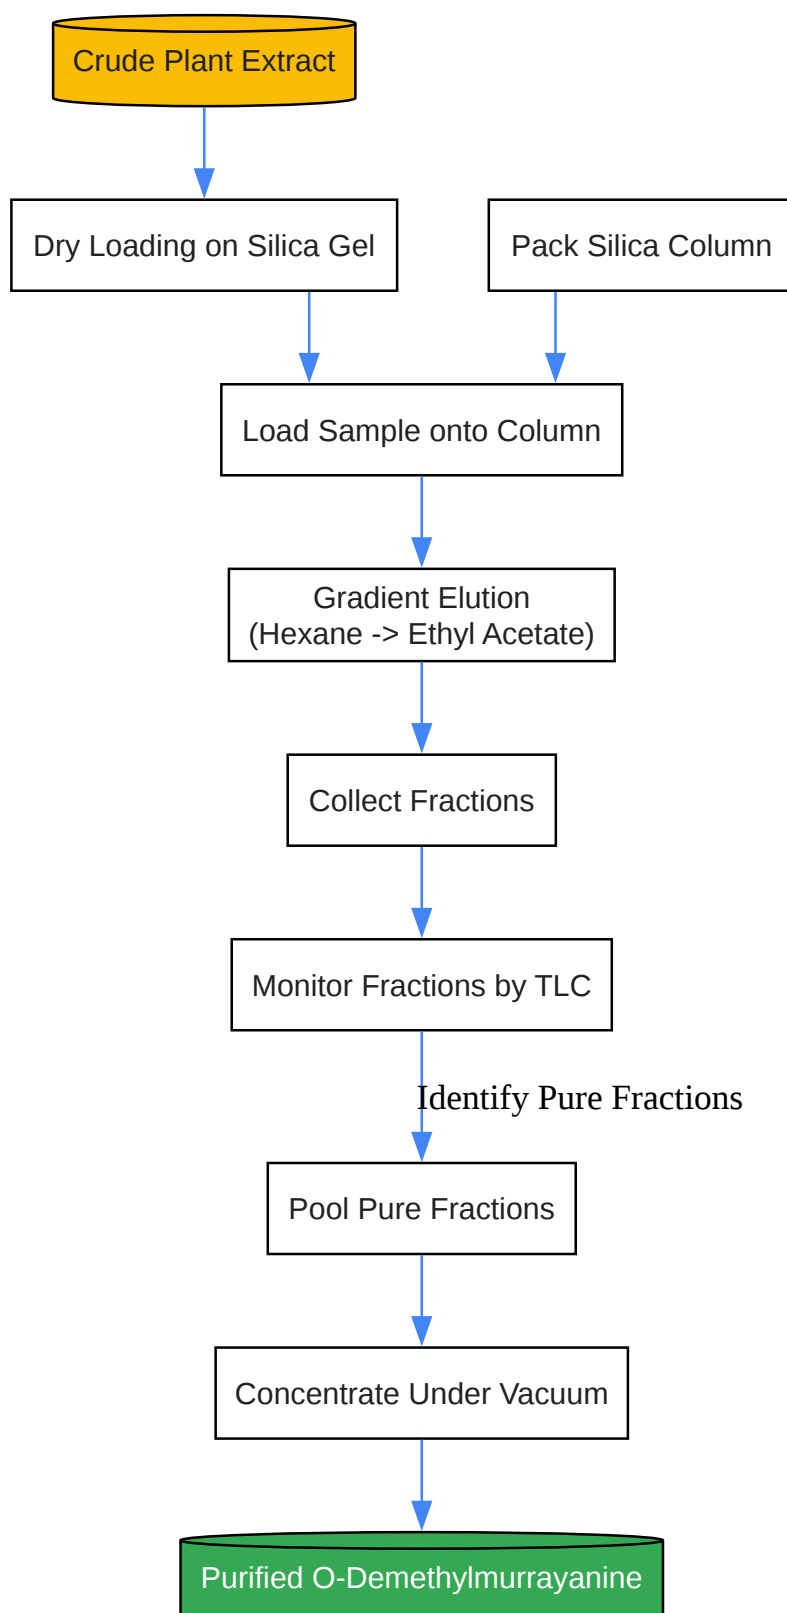 Crude Plant Extract
Dry Loading on Silica Gel
Pack Silica Column
Load Sample onto Column
Gradient Elution
(Hexane -> Ethyl Acetate)
Collect Fractions
Monitor Fractions by TLC
Identify Pure Fractions
Pool Pure Fractions
Concentrate Under Vacuum
Purified O-Demethylmurrayanine